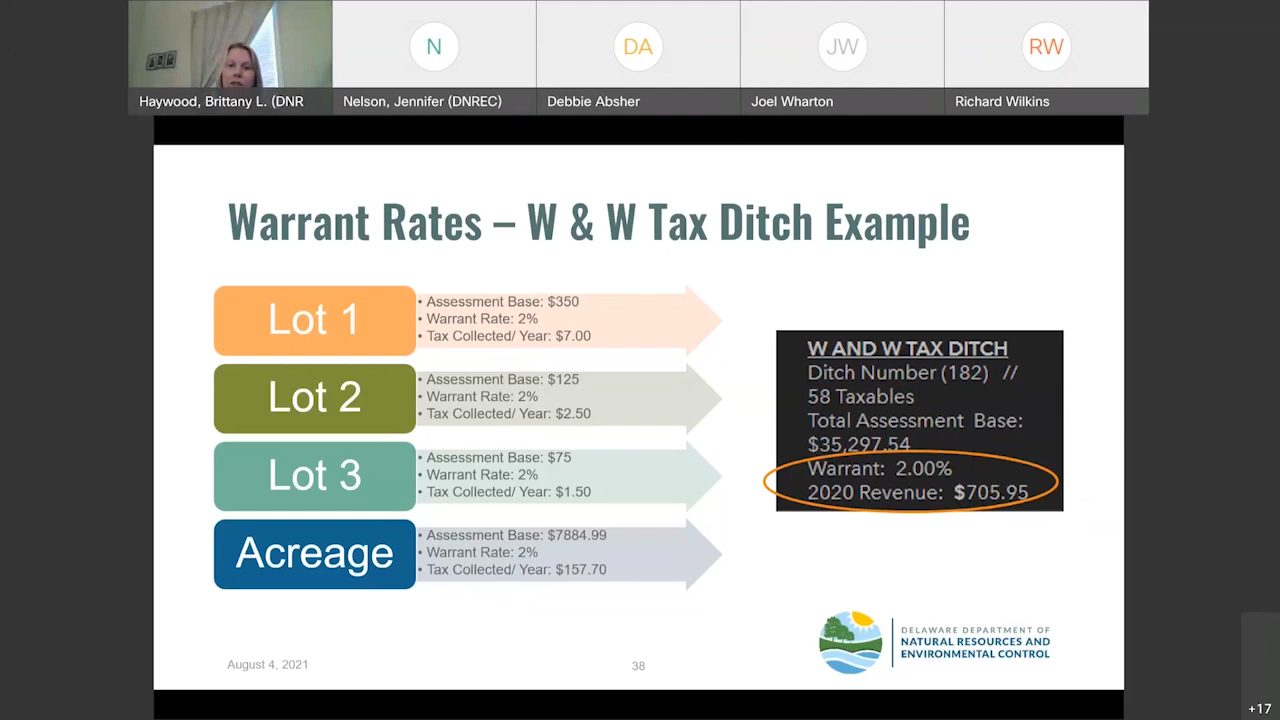 N
DA
JW
RW
Haywood, Brittany L. (DNR
Nelson, Jennifer (DNREC)
Debbie Absher
Joel Wharton
Richard Wilkins
Warrant Rates – W & W Tax Ditch Example
Lot 1
• Assessment Base: $350
• Warrant Rate: 2%
• Tax Collected/ Year: $7.00
Lot 2
• Assessment Base: $125
• Warrant Rate: 2%
• Tax Collected/ Year: $2.50
Lot 3
• Assessment Base: $75
• Warrant Rate: 2%
• Tax Collected/ Year: $1.50
Acreage
• Assessment Base: $7884.99
• Warrant Rate: 2%
• Tax Collected/ Year: $157.70
W AND W TAX DITCH
Ditch Number (182) //
58 Taxables
Total Assessment Base:
$35,297.54
Warrant: 2.00%
2020 Revenue: $705.95
DELAWARE DEPARTMENT OF
NATURAL RESOURCES AND
ENVIRONMENTAL CONTROL
August 4, 2021
38
+17